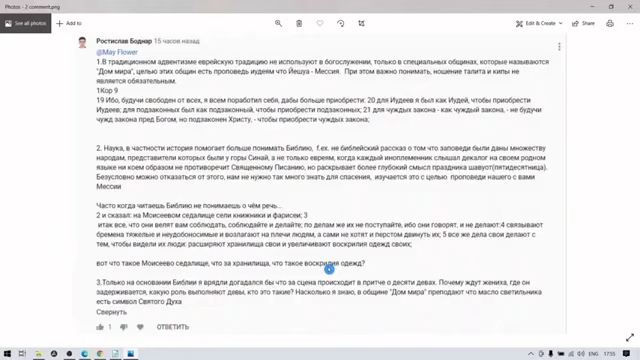 Photos - 2 comment.png
See all photos
+ Add to
Edit & Create
Share
Ростислав Боднар 15 часов назад
@May Flower
1.В традиционном адвентизме еврейскую традицию не используют в богослужении, только в специальных общинах, которые называются
"Дом мира", целью этих общин есть проповедь иудеям что Йешуа - Мессия. При этом важно понимать, ношение талита и кипы не
является обязательным.
1Кор 9
19 Ибо, будучи свободен от всех, я всем поработил себя, дабы больше приобрести: 20 для Иудеев я был как Иудей, чтобы приобрести
Иудеев; для подзаконных был как подзаконный, чтобы приобрести подзаконных; 21 для чуждых закона - как чуждый закона, - не будучи
чужд закона пред Богом, но подзаконен Христу, - чтобы приобрести чуждых закона;
2. Наука, в частности история помогает больше понимать Библию, f.ex. не библейский рассказ о том что заповеди были даны множеству
народам, представители которых были у горы Синай, а не только евреям, когда каждый иноплеменник слышал декалог на своем родном
языке ни коем образом не противоречит Священному Писанию, но раскрывает более глубокий смысл праздника шавуот(пятидесятница).
Безусловно можно отказаться от этого, нам не нужно так много знать для спасения, изучается это с целью проповеди нашего с вами
Мессии
Часто когда читаешь Библию не понимаешь о чём речь...
2 и сказал: на Моисеевом седалище сели книжники и фарисеи; 3
итак все, что они велят вам соблюдать, соблюдайте и делайте; по делам же их не поступайте, ибо они говорят, и не делают:4 связывают
бремена тяжелые и неудобоносимые и возлагают на плечи людям, а сами не хотят и перстом двинуть их; 5 все же дела свои делают с
тем, чтобы видели их люди: расширяют хранилища свои и увеличивают воскрилия одежд своих;
вот что такое Моисеево седалище, что за хранилища, что такое воскрилия одежд?
3.Только на основании Библии я врядли догадался бы что за сцена происходит в притче о десяти девах. Почему ждут жениха, где он
задерживается, какую роль выполняют девы, кто это такие? Насколько я знаю, в общине "Дом мира" преподают что масло светильника
есть символ Святого Духа
Свернуть
1 ОТВЕТИТЬ
17:55